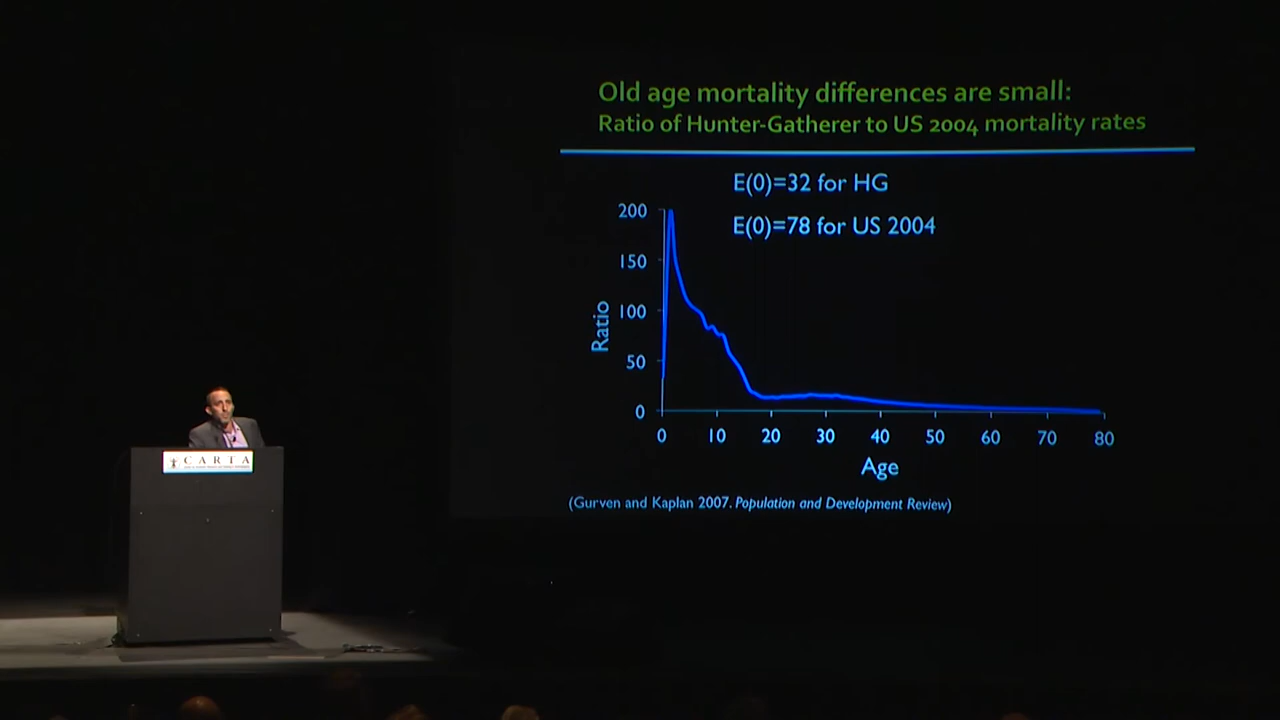 Old age mortality differences are small:
Ratio of Hunter-Gatherer to US 2004 mortality rates
E(0)=32 for HG
E(0)=78 for US 2004
200
150
100
50
0
Ratio
0 10 20 30 40 50 60 70 80
Age
(Gurven and Kaplan 2007. Population and Development Review)
CARTA